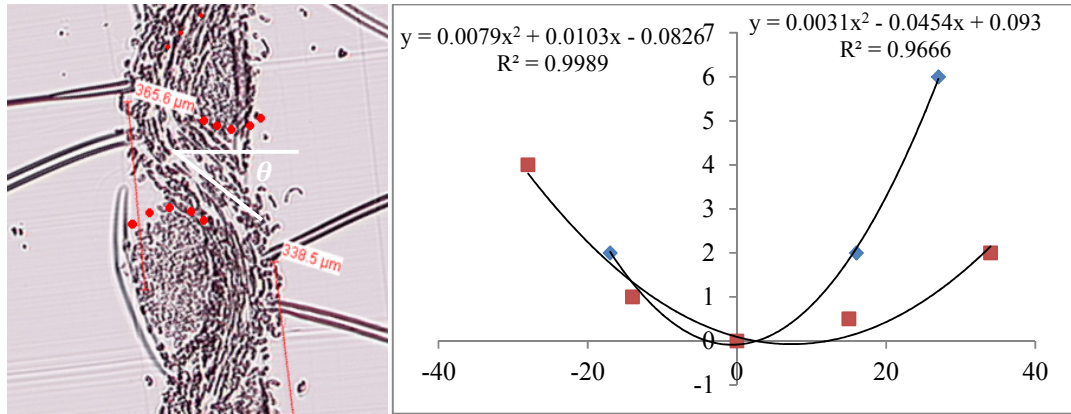 365.6 µm
θ
338.5 µm
y = 0.0079x² + 0.0103x - 0.0826
R² = 0.9989
y = 0.0031x² - 0.0454x + 0.093
R² = 0.9666
7
6
5
4
3
2
1
0
-1
-40
-20
0
20
40